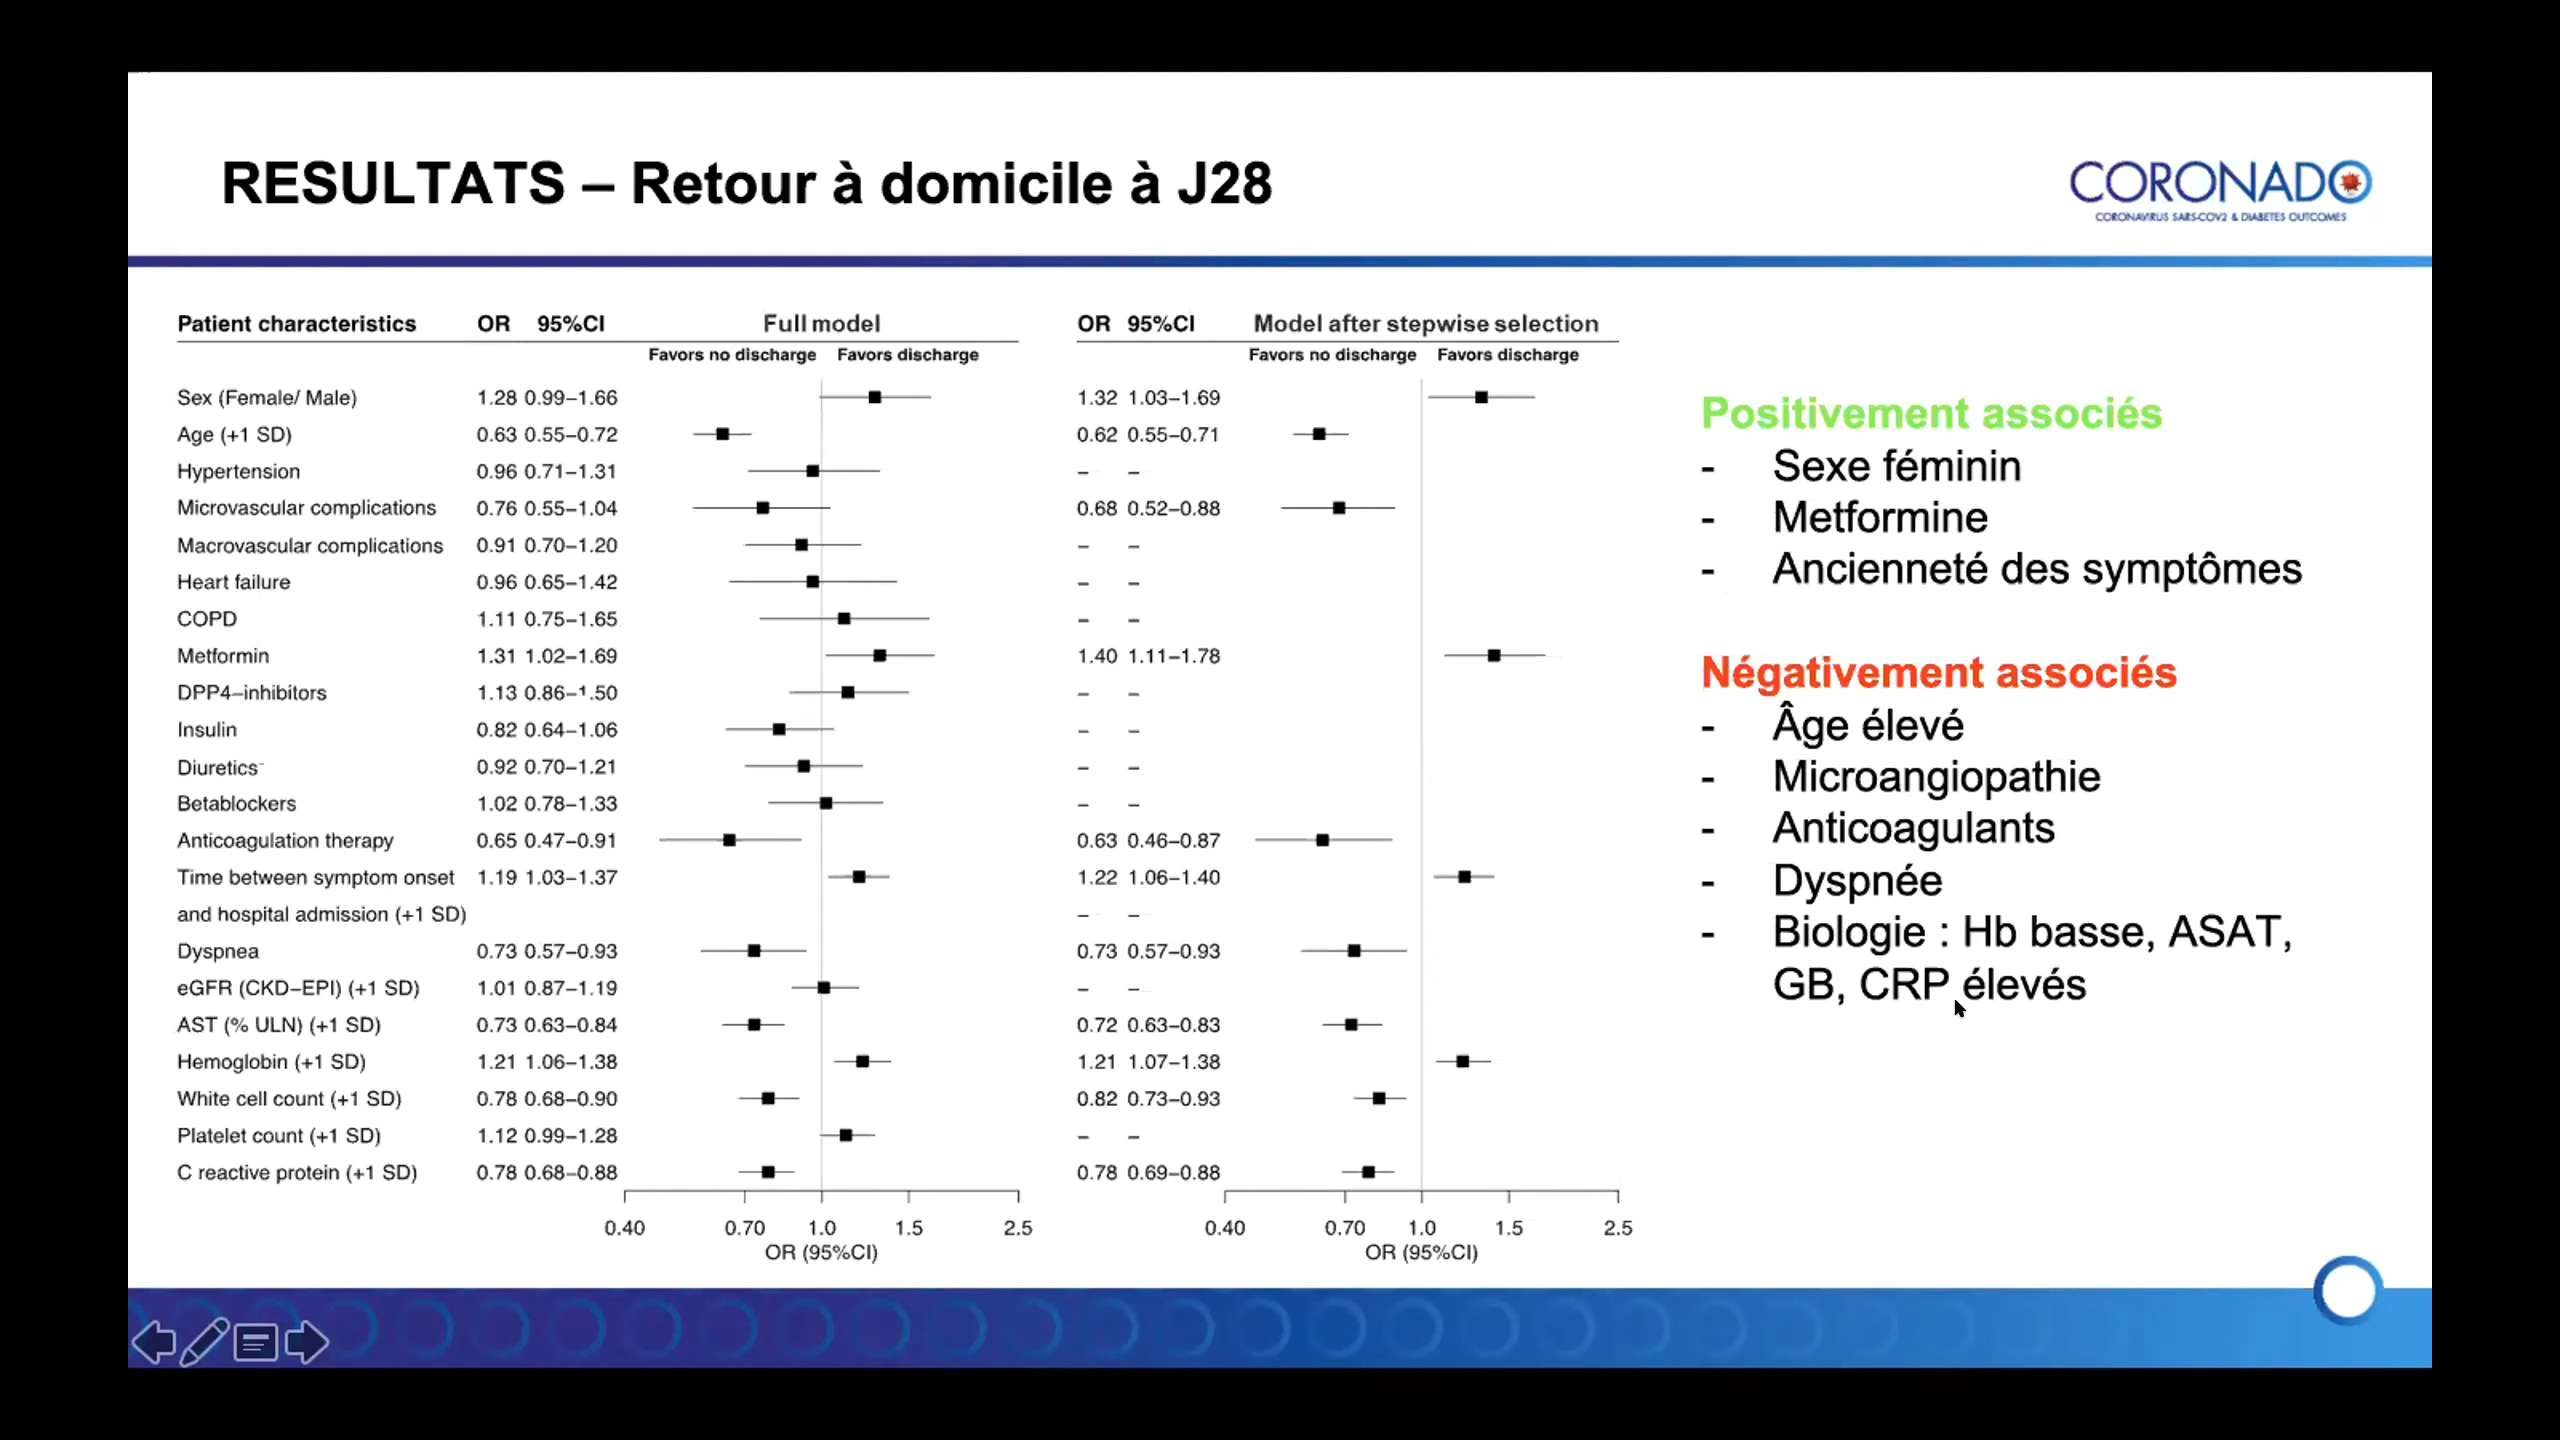 RESULTATS – Retour à domicile à J28
CORONADO
CORONAVIRUS SARS-COV2 & DIABETES OUTCOMES
Patient characteristics OR 95%CI Full model OR 95%CI Model after stepwise selection
Favors no discharge Favors discharge Favors no discharge Favors discharge
Sex (Female/ Male) 1.28 0.99–1.66 1.32 1.03–1.69
Age (+1 SD) 0.63 0.55–0.72 0.62 0.55–0.71
Hypertension 0.96 0.71–1.31 – –
Microvascular complications 0.76 0.55–1.04 0.68 0.52–0.88
Macrovascular complications 0.91 0.70–1.20 – –
Heart failure 0.96 0.65–1.42 – –
COPD 1.11 0.75–1.65 – –
Metformin 1.31 1.02–1.69 1.40 1.11–1.78
DPP4–inhibitors 1.13 0.86–1.50 – –
Insulin 0.82 0.64–1.06 – –
Diuretics 0.92 0.70–1.21 – –
Betablockers 1.02 0.78–1.33 – –
Anticoagulation therapy 0.65 0.47–0.91 0.63 0.46–0.87
Time between symptom onset 1.19 1.03–1.37 1.22 1.06–1.40
and hospital admission (+1 SD) – –
Dyspnea 0.73 0.57–0.93 0.73 0.57–0.93
eGFR (CKD–EPI) (+1 SD) 1.01 0.87–1.19 – –
AST (% ULN) (+1 SD) 0.73 0.63–0.84 0.72 0.63–0.83
Hemoglobin (+1 SD) 1.21 1.06–1.38 1.21 1.07–1.38
White cell count (+1 SD) 0.78 0.68–0.90 0.82 0.73–0.93
Platelet count (+1 SD) 1.12 0.99–1.28 – –
C reactive protein (+1 SD) 0.78 0.68–0.88 0.78 0.69–0.88
0.40 0.70 1.0 1.5 2.5 0.40 0.70 1.0 1.5 2.5
OR (95%CI) OR (95%CI)
Positivement associés
- Sexe féminin
- Metformine
- Ancienneté des symptômes
Négativement associés
- Âge élevé
- Microangiopathie
- Anticoagulants
- Dyspnée
- Biologie : Hb basse, ASAT,
GB, CRP élevés